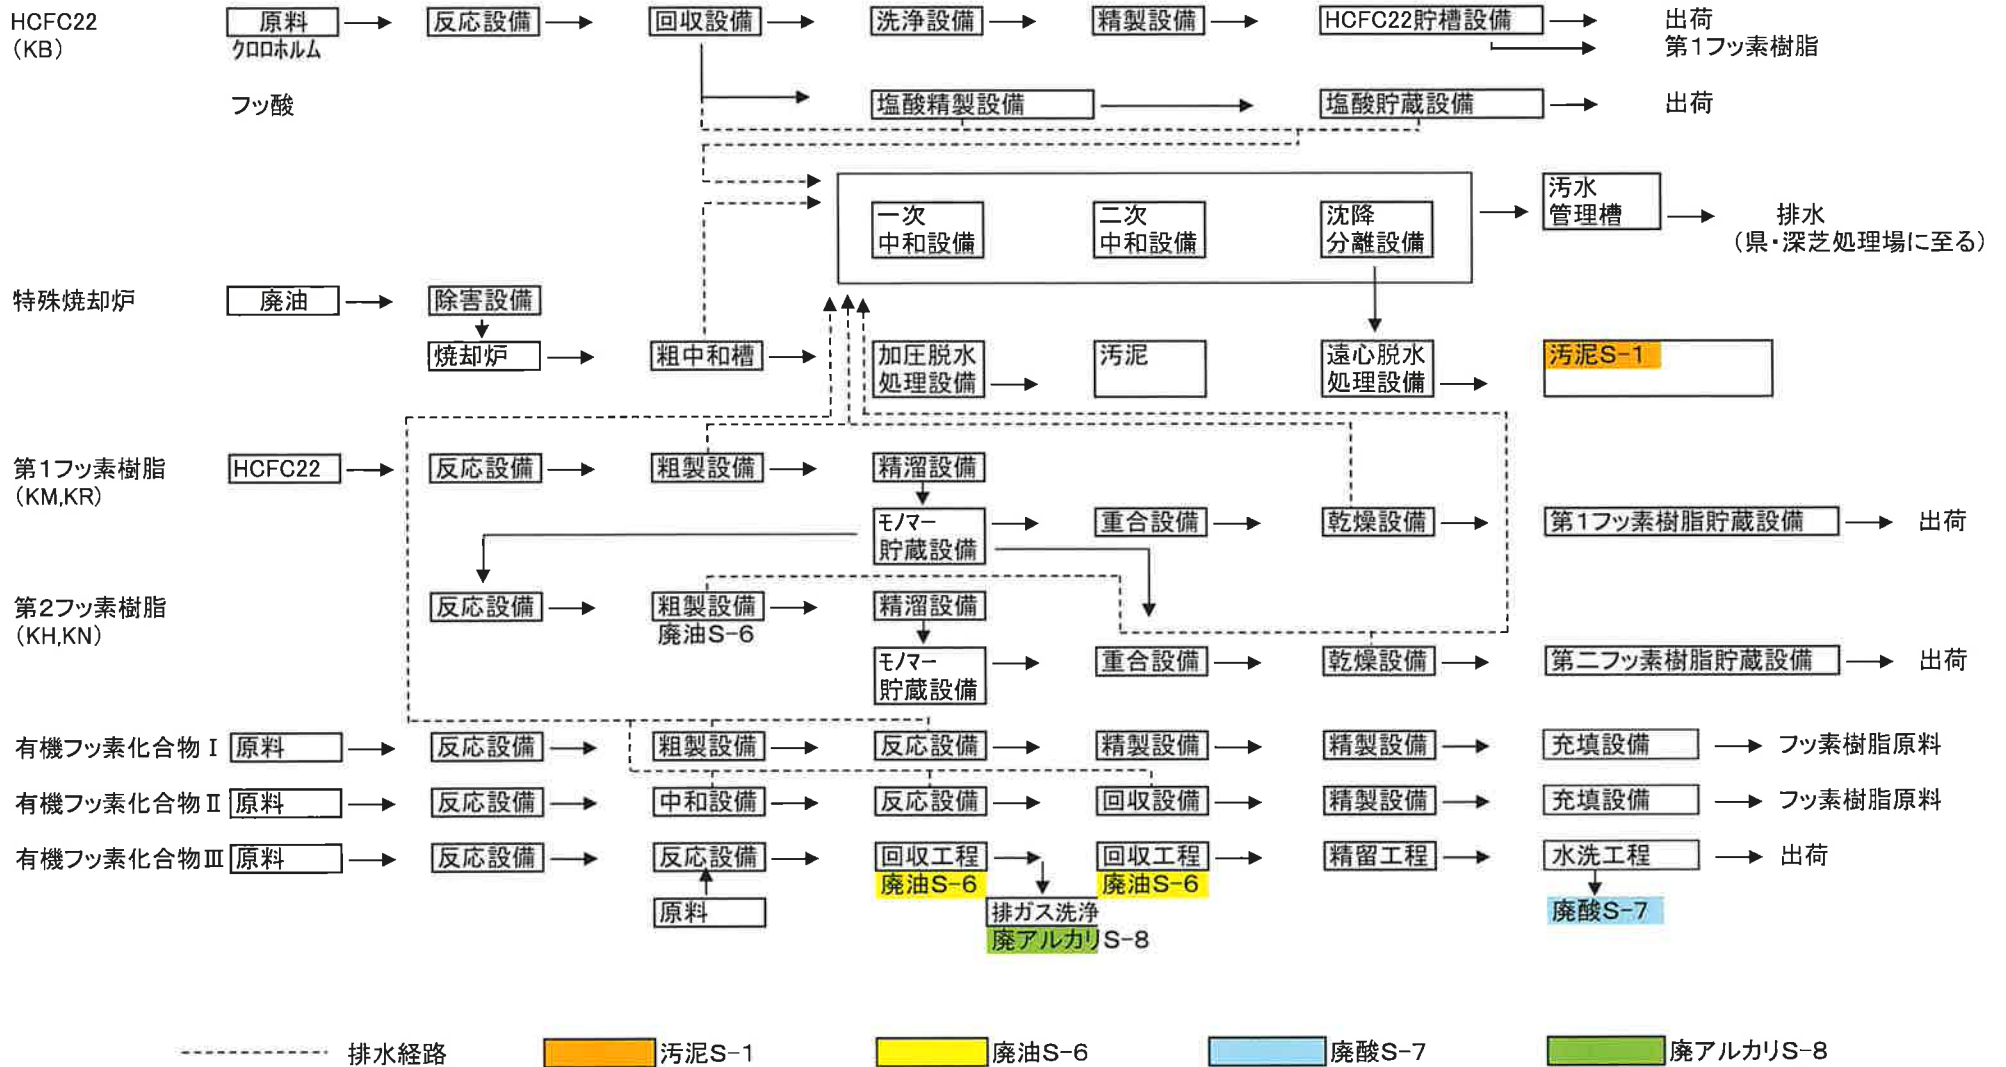 HCFC22 原料 反応設備 回収設備 洗浄設備 精製設備 HCFC22貯槽設備 出荷
(KB) クロロホルム 第1フッ素樹脂
フッ酸 塩酸精製設備 塩酸貯蔵設備 出荷
一次 二次 沈降 汚水
中和設備 中和設備 分離設備 管理槽 排水
(県・深芝処理場に至る)
特殊焼却炉 廃油 除害設備
焼却炉 粗中和槽 加圧脱水 汚泥 遠心脱水 汚泥S-1
処理設備 処理設備
第1フッ素樹脂 HCFC22 反応設備 粗製設備 精溜設備
(KM,KR)
モノマー 重合設備 乾燥設備 第1フッ素樹脂貯蔵設備 出荷
貯蔵設備
第2フッ素樹脂 反応設備 粗製設備 精溜設備
(KH,KN) 廃油S-6
モノマー 重合設備 乾燥設備 第二フッ素樹脂貯蔵設備 出荷
貯蔵設備
有機フッ素化合物Ⅰ 原料 反応設備 粗製設備 反応設備 精製設備 精製設備 充填設備 フッ素樹脂原料
有機フッ素化合物Ⅱ 原料 反応設備 中和設備 反応設備 回収設備 精製設備 充填設備 フッ素樹脂原料
有機フッ素化合物Ⅲ 原料 反応設備 反応設備 回収工程 回収工程 精留工程 水洗工程 出荷
廃油S-6 廃油S-6
原料 排ガス洗浄 廃酸S-7
廃アルカリS-8
排水経路 汚泥S-1 廃油S-6 廃酸S-7 廃アルカリS-8